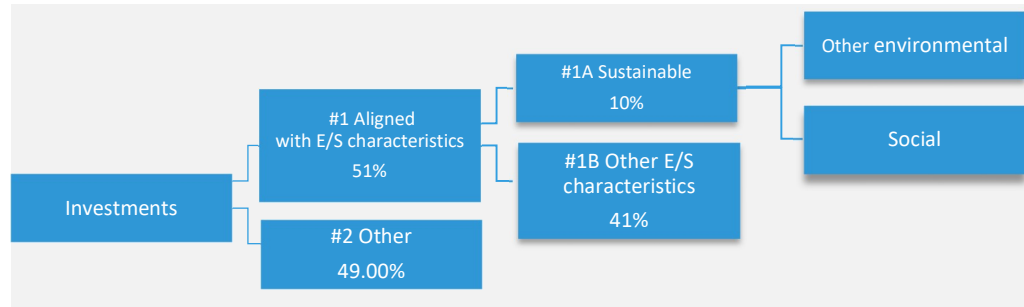 Investments
#1 Aligned
with E/S characteristics
51%
#2 Other
49.00%
#1A Sustainable
10%
#1B Other E/S
characteristics
41%
Other environmental
Social